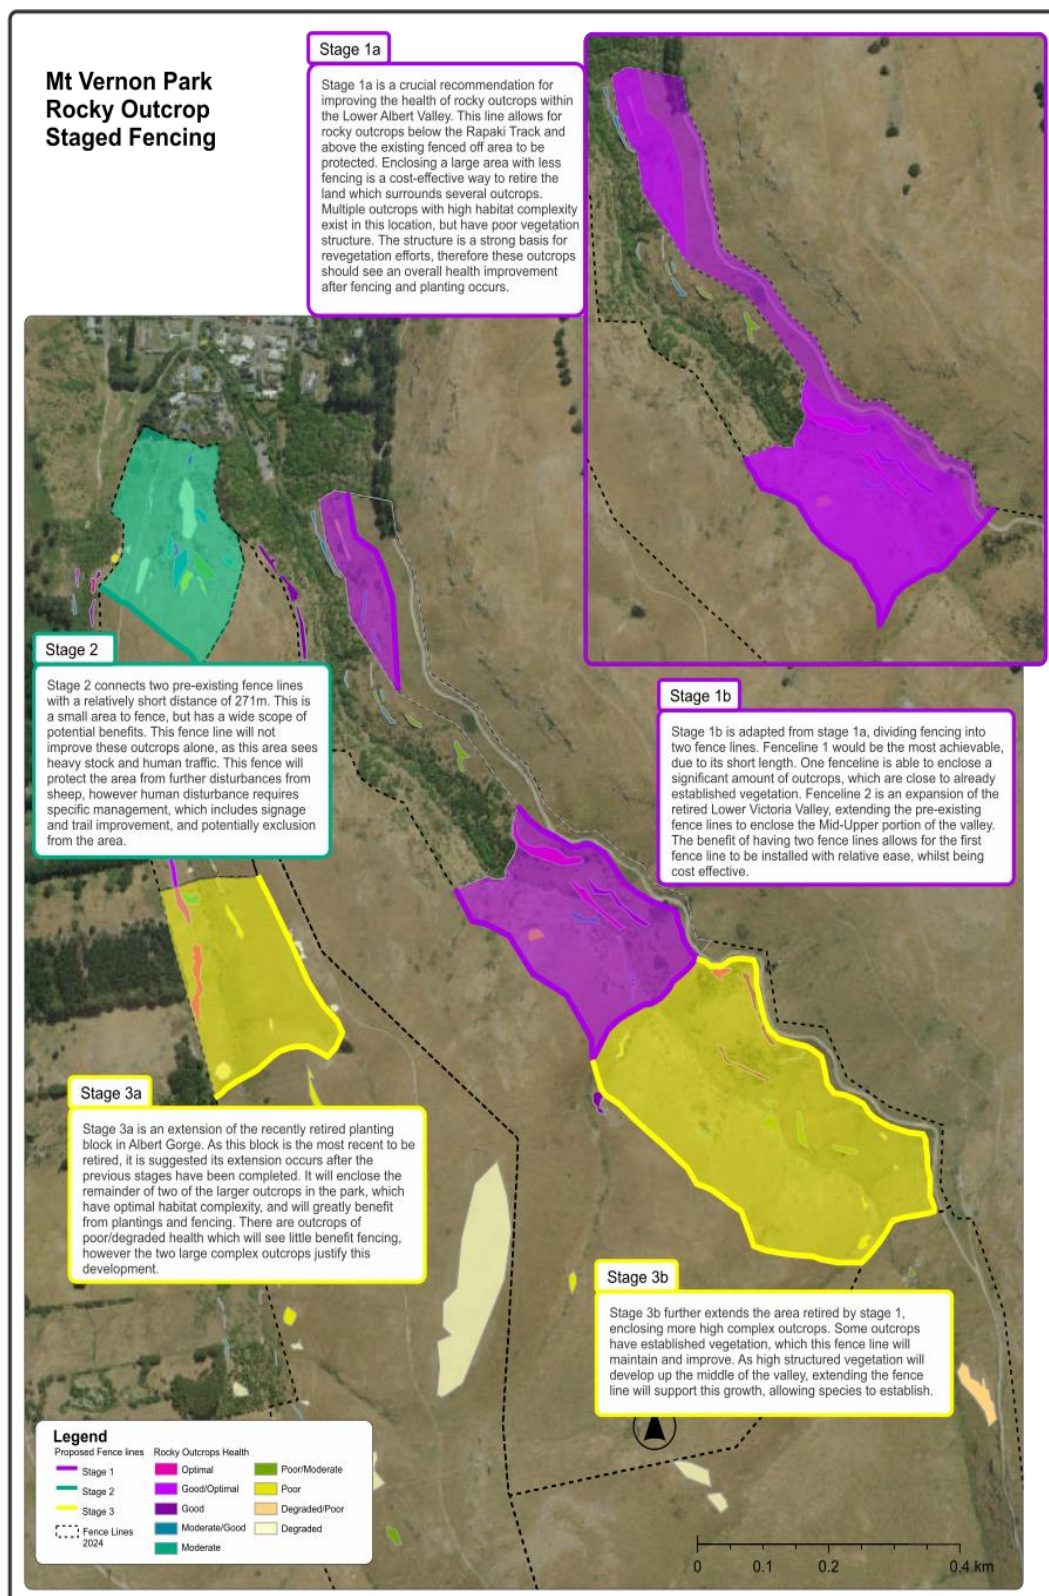 Mt Vernon Park
Rocky Outcrop
Staged Fencing
Stage 1a
Stage 1a is a crucial recommendation for
improving the health of rocky outcrops within
the Lower Albert Valley. This line allows for
rocky outcrops below the Rapaki Track and
above the existing fenced off area to be
protected. Enclosing a large area with less
fencing is a cost-effective way to retire the
land which surrounds several outcrops.
Multiple outcrops with high habitat complexity
exist in this location, but have poor vegetation
structure. The structure is a strong basis for
revegetation efforts, therefore these outcrops
should see an overall health improvement
after fencing and planting occurs.
Stage 2
Stage 2 connects two pre-existing fence lines
with a relatively short distance of 271m. This is
a small area to fence, but has a wide scope of
potential benefits. This fence line will not
improve these outcrops alone, as this area sees
heavy stock and human traffic. This fence will
protect the area from further disturbances from
sheep, however human disturbance requires
specific management, which includes signage
and trail improvement, and potentially exclusion
from the area.
Stage 1b
Stage 1b is adapted from stage 1a, dividing fencing into
two fence lines. Fenceline 1 would be the most achievable,
due to its short length. One fenceline is able to enclose a
significant amount of outcrops, which are close to already
established vegetation. Fenceline 2 is an expansion of the
retired Lower Victoria Valley, extending the pre-existing
fence lines to enclose the Mid-Upper portion of the valley.
The benefit of having two fence lines allows for the first
fence line to be installed with relative ease, whilst being
cost effective.
Stage 3a
Stage 3a is an extension of the recently retired planting
block in Albert Gorge. As this block is the most recent to be
retired, it is suggested its extension occurs after the
previous stages have been completed. It will enclose the
remainder of two of the larger outcrops in the park, which
have optimal habitat complexity, and will greatly benefit
from plantings and fencing. There are outcrops of
poor/degraded health which will see little benefit fencing,
however the two large complex outcrops justify this
development.
Stage 3b
Stage 3b further extends the area retired by stage 1,
enclosing more high complex outcrops. Some outcrops
have established vegetation, which this fence line will
maintain and improve. As high structured vegetation will
develop up the middle of the valley, extending the fence
line will support this growth, allowing species to establish.
Legend
Proposed Fence lines
Stage 1
Stage 2
Stage 3
Fence Lines
2024
Rocky Outcrops Health
Optimal
Good/Optimal
Good
Moderate/Good
Moderate
Poor/Moderate
Poor
Degraded/Poor
Degraded
0 0.1 0.2 0.4 km